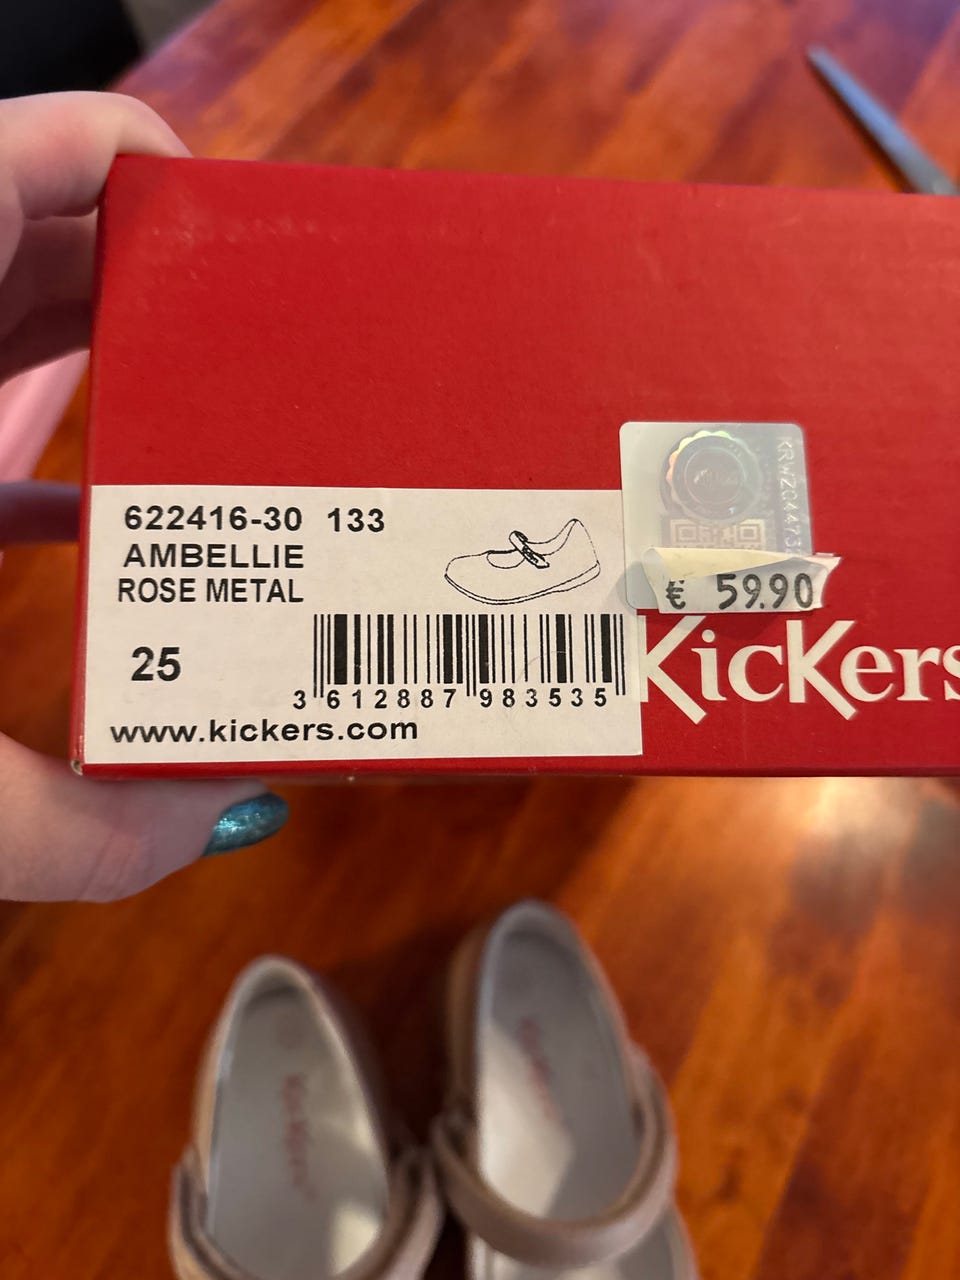 622416-30 133
AMBELLIE
ROSE METAL
25
3 612887 983535
www.kickers.com
€ 59.90
Kickers